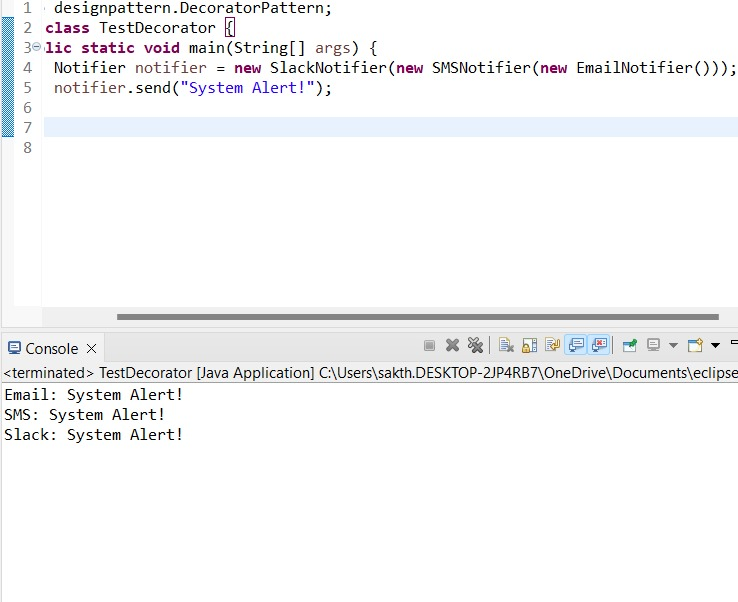 1 designpattern.DecoratorPattern;
2 class TestDecorator {
3 lic static void main(String[] args) {
4 Notifier notifier = new SlackNotifier(new SMSNotifier(new EmailNotifier()));
5 notifier.send("System Alert!");
6
7
8
Console
<terminated> TestDecorator [Java Application] C:\Users\sakth.DESKTOP-2JP4RB7\OneDrive\Documents\eclipse
Email: System Alert!
SMS: System Alert!
Slack: System Alert!